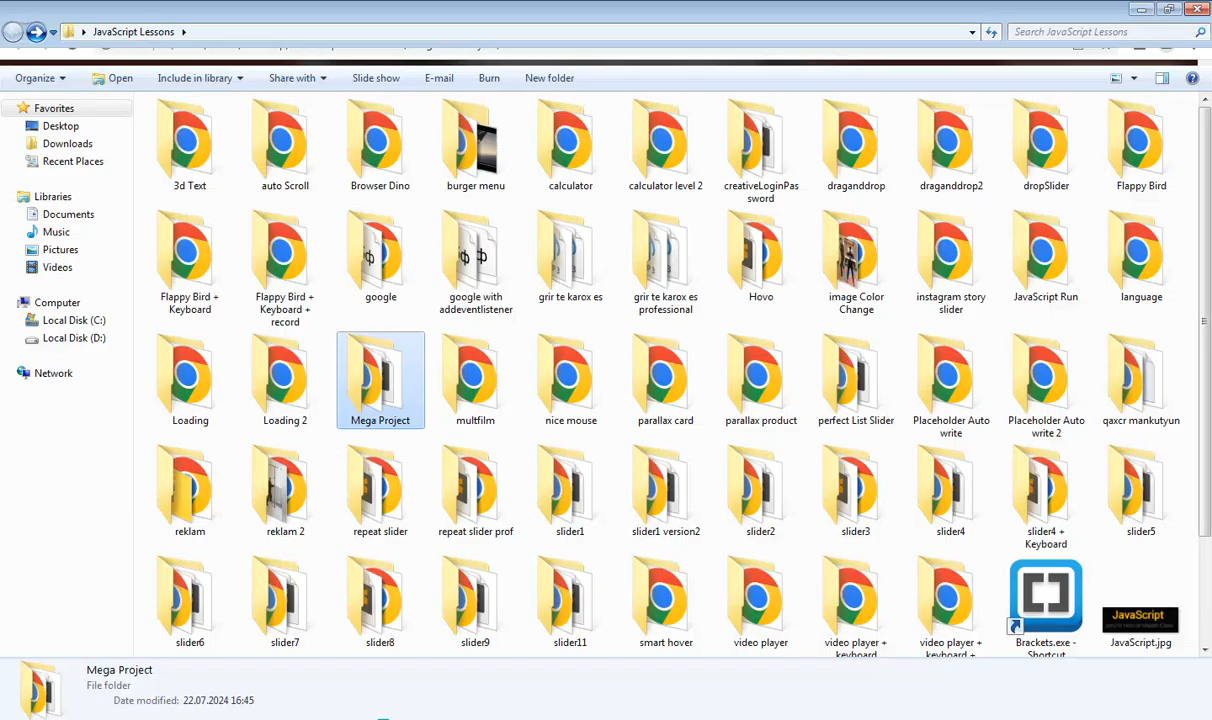 JavaScript Lessons
Search JavaScript Lessons
Organize
Open
Include in library
Share with
Slide show
E-mail
Burn
New folder
Favorites
Desktop
Downloads
Recent Places
Libraries
Documents
Music
Pictures
Videos
Computer
Local Disk (C:)
Local Disk (D:)
Network
3d Text
auto Scroll
Browser Dino
burger menu
calculator
calculator level 2
creativeLoginPas
sword
draganddrop
draganddrop2
dropSlider
Flappy Bird
Flappy Bird +
Keyboard
Flappy Bird +
Keyboard +
record
google
google with
addeventlistener
grir te karox es
grir te karox es
professional
Hovo
image Color
Change
instagram story
slider
JavaScript Run
language
Loading
Loading 2
Mega Project
multfilm
nice mouse
parallax card
parallax product
perfect List Slider
Placeholder Auto
write
Placeholder Auto
write 2
qaxcr mankutyun
reklam
reklam 2
repeat slider
repeat slider prof
slider1
slider1 version2
slider2
slider3
slider4
slider4 +
Keyboard
slider5
slider6
slider7
slider8
slider9
slider11
smart hover
video player
video player +
keyboard
video player +
keyboard +
Brackets.exe -
Shortcut
JavaScript
JavaScript.jpg
Mega Project
File folder
Date modified: 22.07.2024 16:45